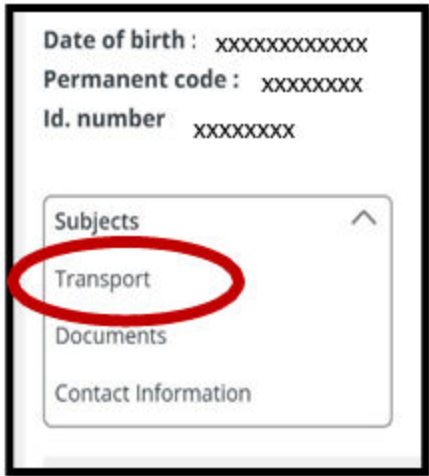 Date of birth : xxxxxxxxxxxx
Permanent code : xxxxxxxx
Id. number xxxxxxxx
Subjects
Transport
Documents
Contact Information